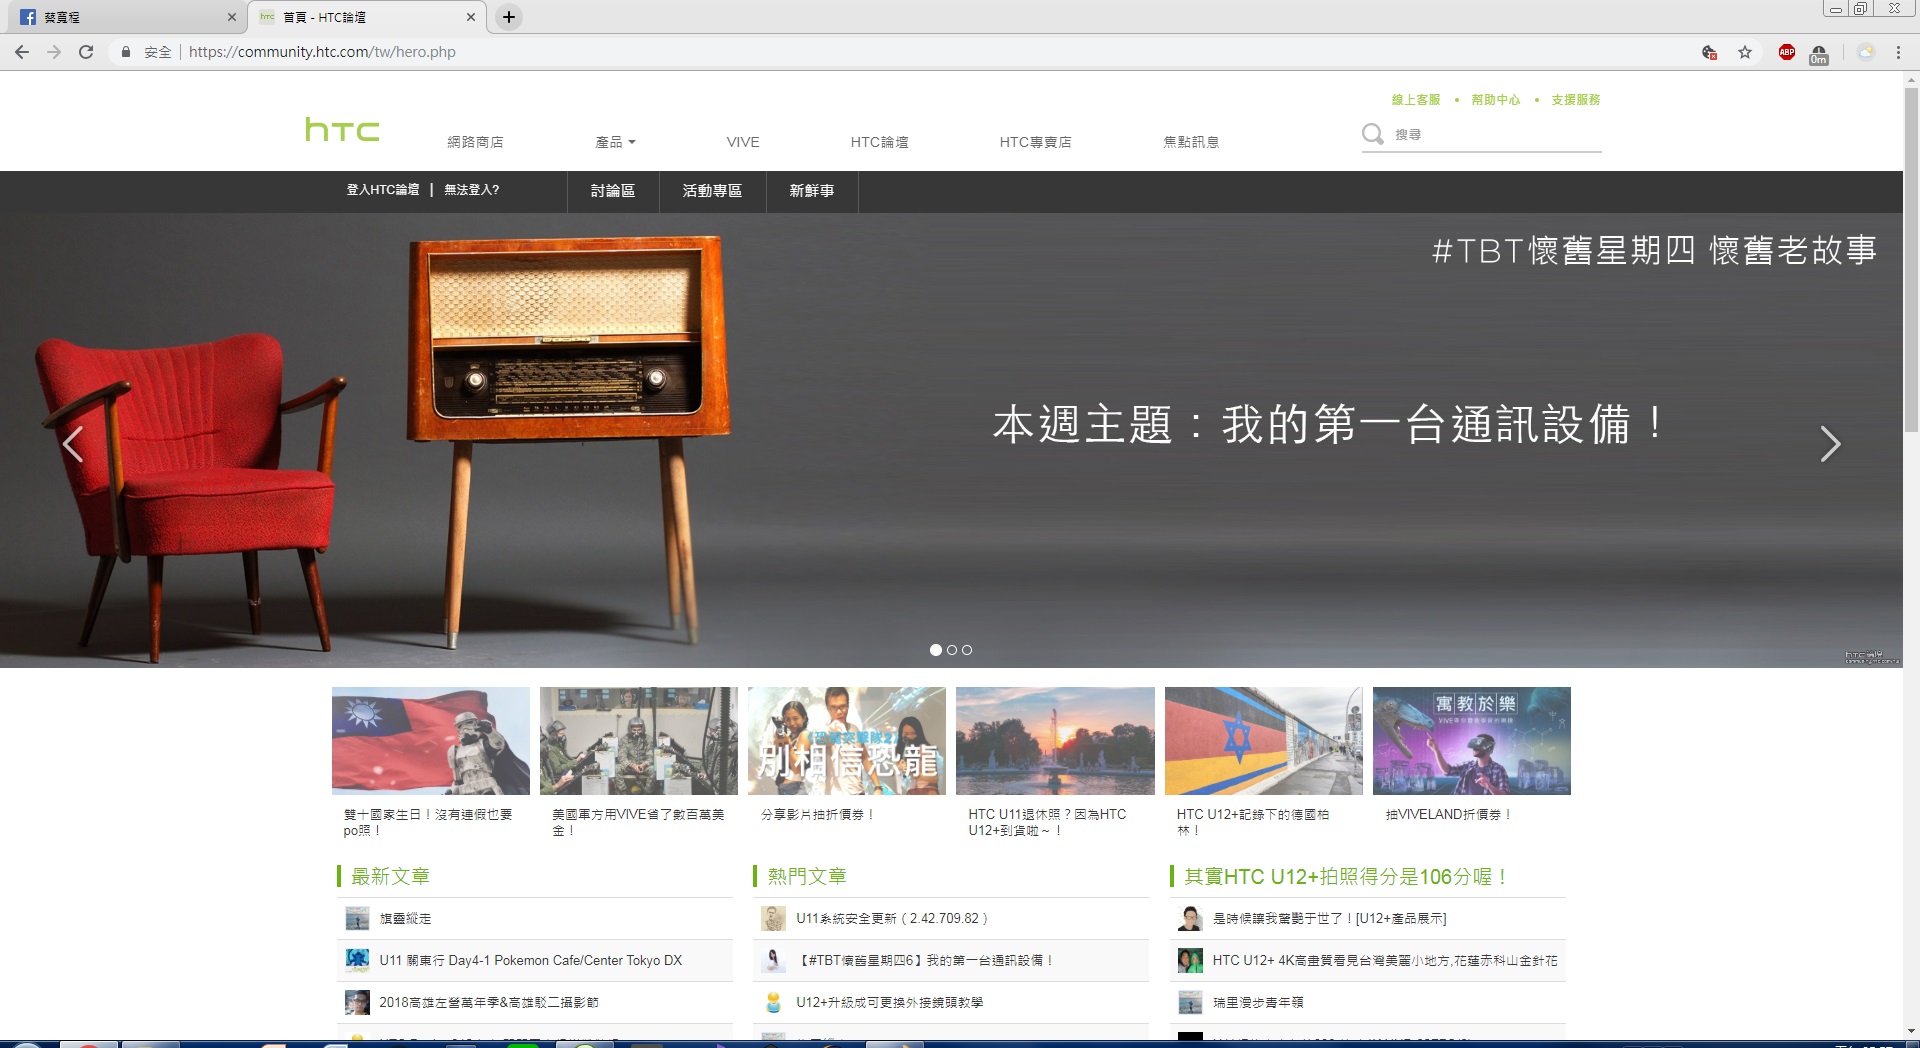 蔡寬程
首頁 - HTC論壇
安全 https://community.htc.com/tw/hero.php
ABP
0m
線上客服 • 幫助中心 • 支援服務
hTC
網路商店 產品 VIVE HTC論壇 HTC專賣店 焦點訊息
搜尋
登入HTC論壇 | 無法登入? 討論區 活動專區 新鮮事
#TBT懷舊星期四 懷舊老故事
本週主題：我的第一台通訊設備！
別相信恐龍
寓教於樂
雙十國家生日！沒有連假也要
po照！
美國軍方用VIVE省了數百萬美
金！
分享影片抽折價券！
HTC U11退休照？因為HTC
U12+到貨啦～！
HTC U12+記錄下的德國柏
林！
抽VIVELAND折價券！
最新文章
旗靈縱走
U11 關東行 Day4-1 Pokemon Cafe/Center Tokyo DX
2018高雄左營萬年季&高雄駁二攝影節
熱門文章
U11系統安全更新（2.42.709.82）
【#TBT懷舊星期四6】我的第一台通訊設備！
U12+升級成可更換外接鏡頭教學
其實HTC U12+拍照得分是106分喔！
是時候讓我驚艷于世了！[U12+產品展示]
HTC U12+ 4K高畫質看見台灣美麗小地方,花蓮赤科山金針花
瑞里漫步青年嶺